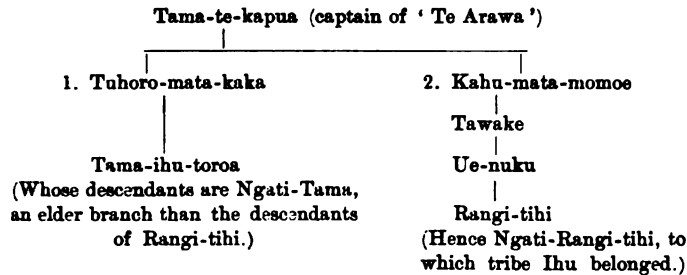 Tama-te-kapua (captain of ‘ Te Arawa ’)
1. Tuhoro-mata-kaka
2. Kahu-mata-momoe
Tawake
Tama-ihu-toroa
Ue-nuku
(Whose descendants are Ngati-Tama,
an elder branch than the descendants
of Rangi-tihi.)
Rangi-tihi
(Hence Ngati-Rangi-tihi, to
which tribe Ihu belonged.)